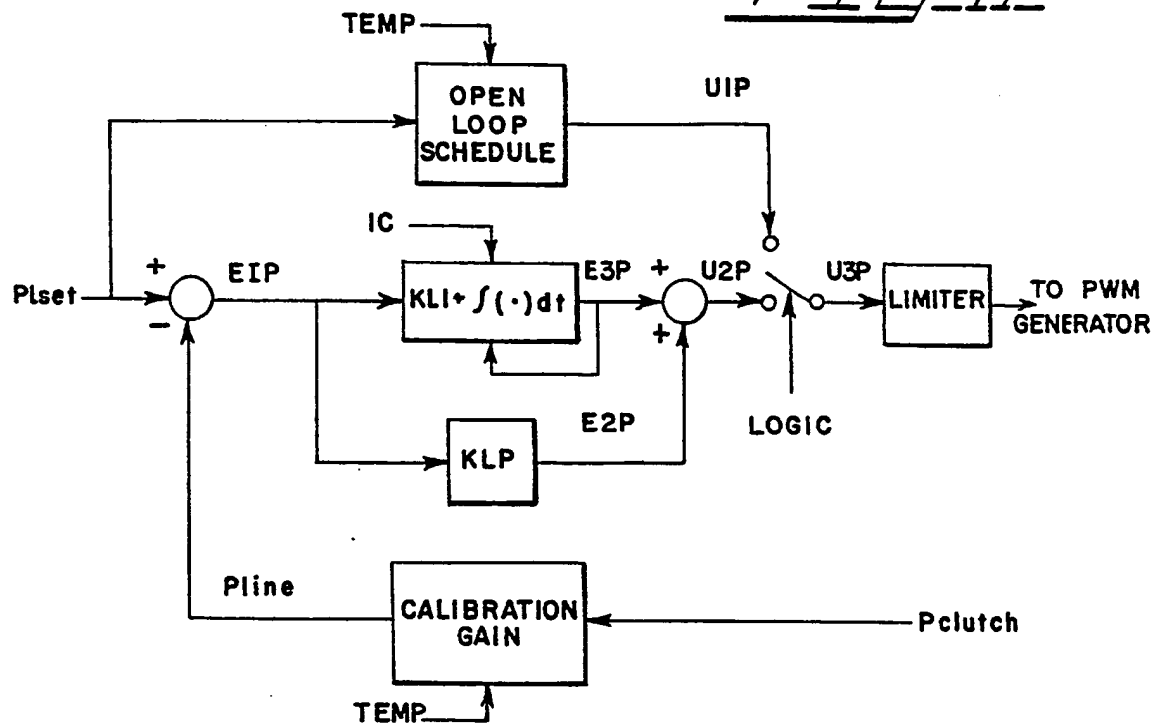 TEMP
OPEN
LOOP
SCHEDULE
UIP
IC
+
EIP
KLI+ ∫(·)dt
E3P
+
U2P
U3P
Plset
−
+
LIMITER
TO PWM
GENERATOR
E2P
LOGIC
KLP
Pline
CALIBRATION
GAIN
Pclutch
TEMP